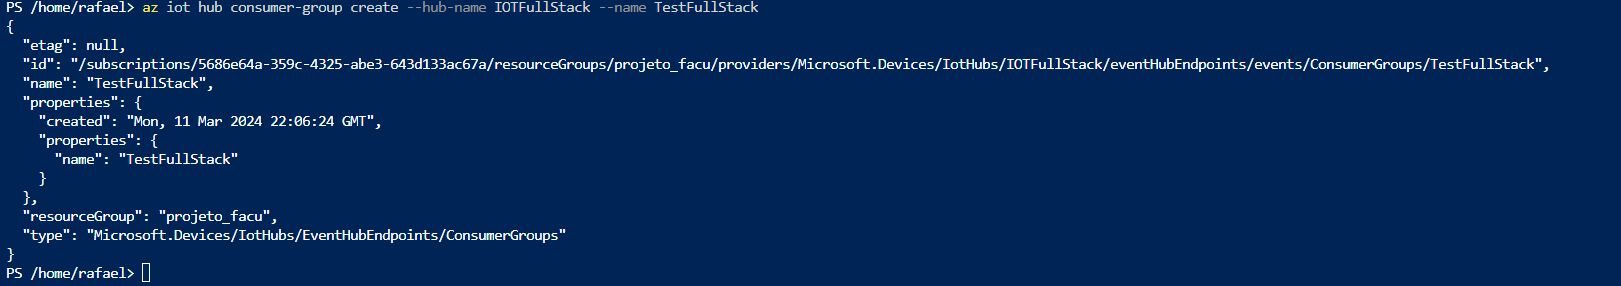 PS /home/rafael> az iot hub consumer-group create --hub-name IOTFullStack --name TestFullStack
{
  "etag": null,
  "id": "/subscriptions/5686e64a-359c-4325-abe3-643d133ac67a/resourceGroups/projeto_facu/providers/Microsoft.Devices/IotHubs/IOTFullStack/eventHubEndpoints/events/ConsumerGroups/TestFullStack",
  "name": "TestFullStack",
  "properties": {
    "created": "Mon, 11 Mar 2024 22:06:24 GMT",
    "properties": {
      "name": "TestFullStack"
    }
  },
  "resourceGroup": "projeto_facu",
  "type": "Microsoft.Devices/IotHubs/EventHubEndpoints/ConsumerGroups"
}
PS /home/rafael>